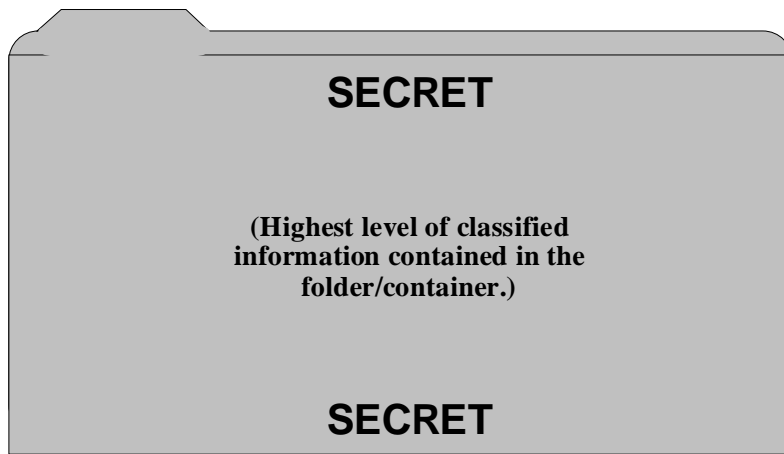 SECRET
(Highest level of classified
information contained in the
folder/container.)
SECRET